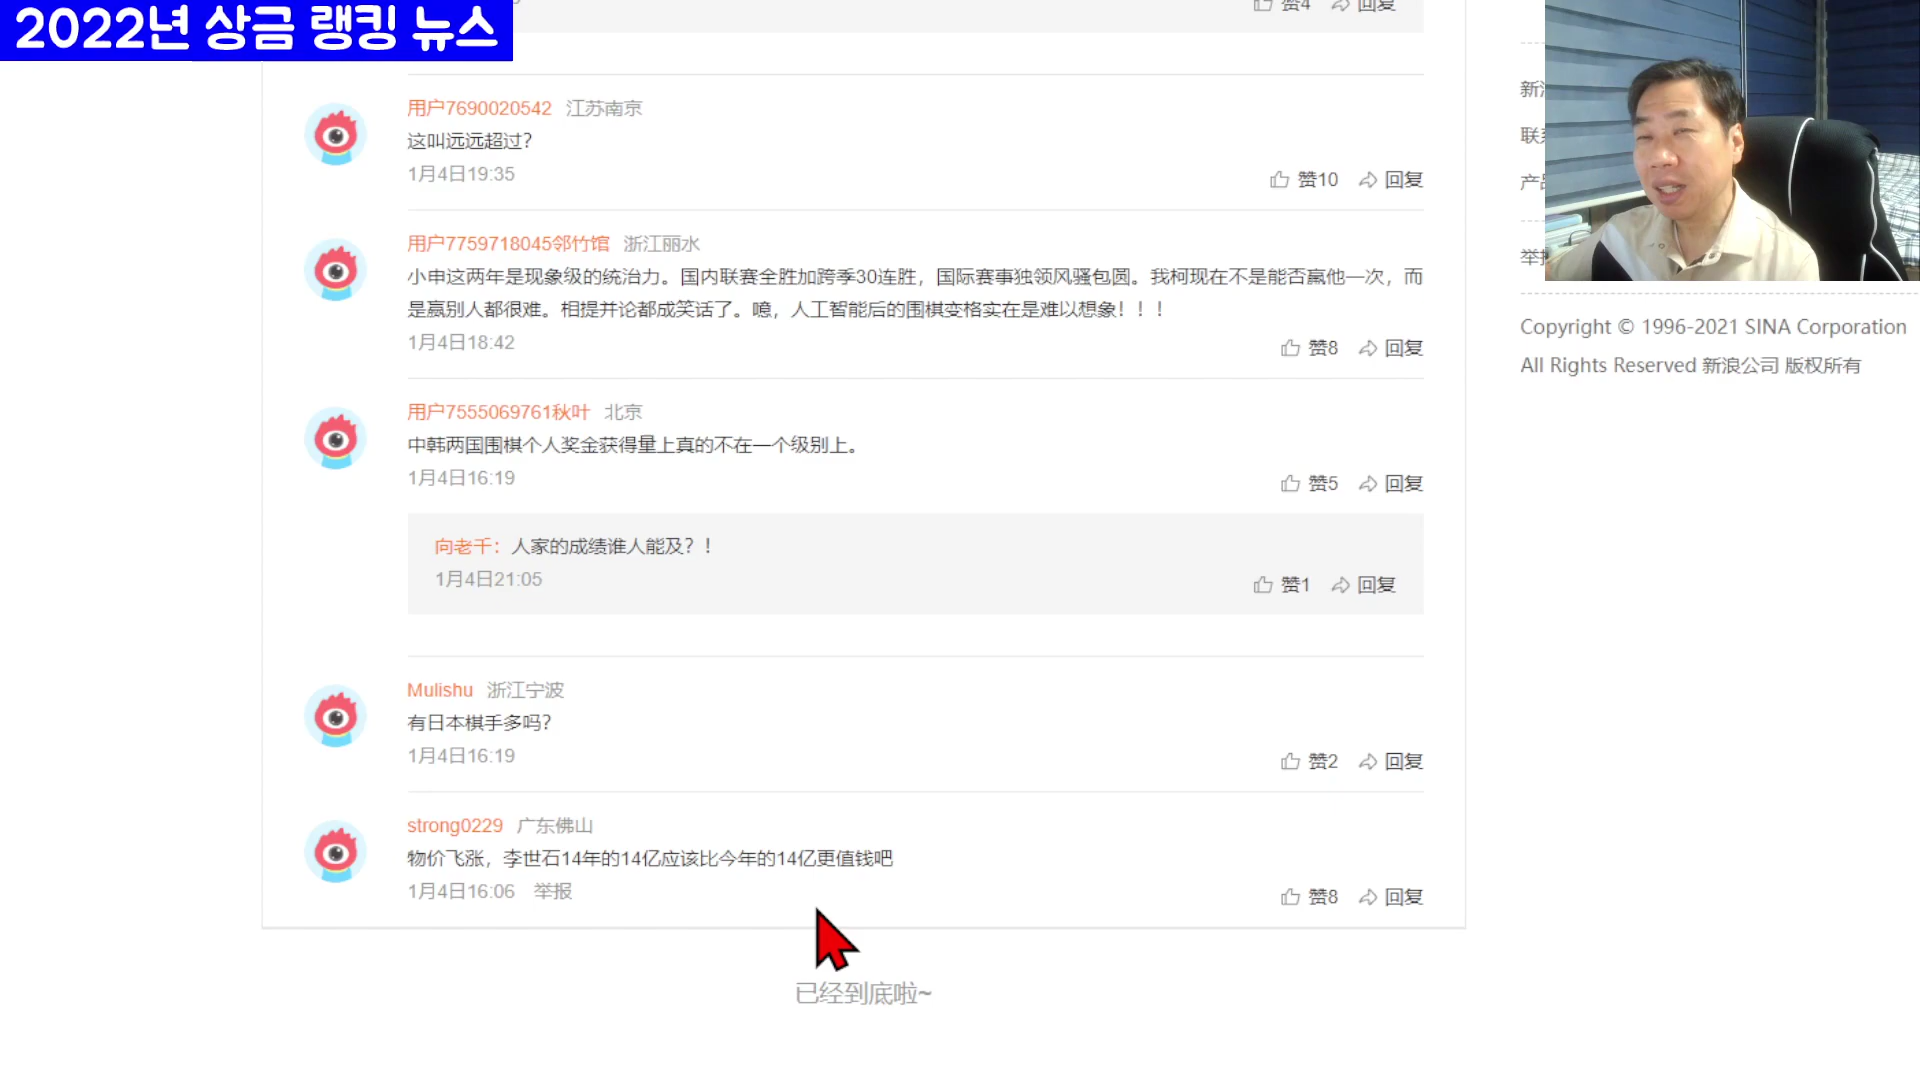 2022년 상금 랭킹 뉴스
赞4 回复
用户7690020542 江苏南京
这叫远远超过?
1月4日19:35
赞10 回复
用户7759718045邻竹馆 浙江丽水
小申这两年是现象级的统治力。国内联赛全胜加跨季30连胜，国际赛事独领风骚包圆。我柯现在不是能否赢他一次，而
是赢别人都很难。相提并论都成笑话了。噫，人工智能后的围棋变格实在是难以想象！！！
1月4日18:42
赞8 回复
用户7555069761秋叶 北京
中韩两国围棋个人奖金获得量上真的不在一个级别上。
1月4日16:19
赞5 回复
向老千：人家的成绩谁人能及？！
1月4日21:05
赞1 回复
Mulishu 浙江宁波
有日本棋手多吗?
1月4日16:19
赞2 回复
strong0229 广东佛山
物价飞涨，李世石14年的14亿应该比今年的14亿更值钱吧
1月4日16:06 举报
赞8 回复
已经到底啦~
新
联
产
举
Copyright © 1996-2021 SINA Corporation
All Rights Reserved 新浪公司 版权所有